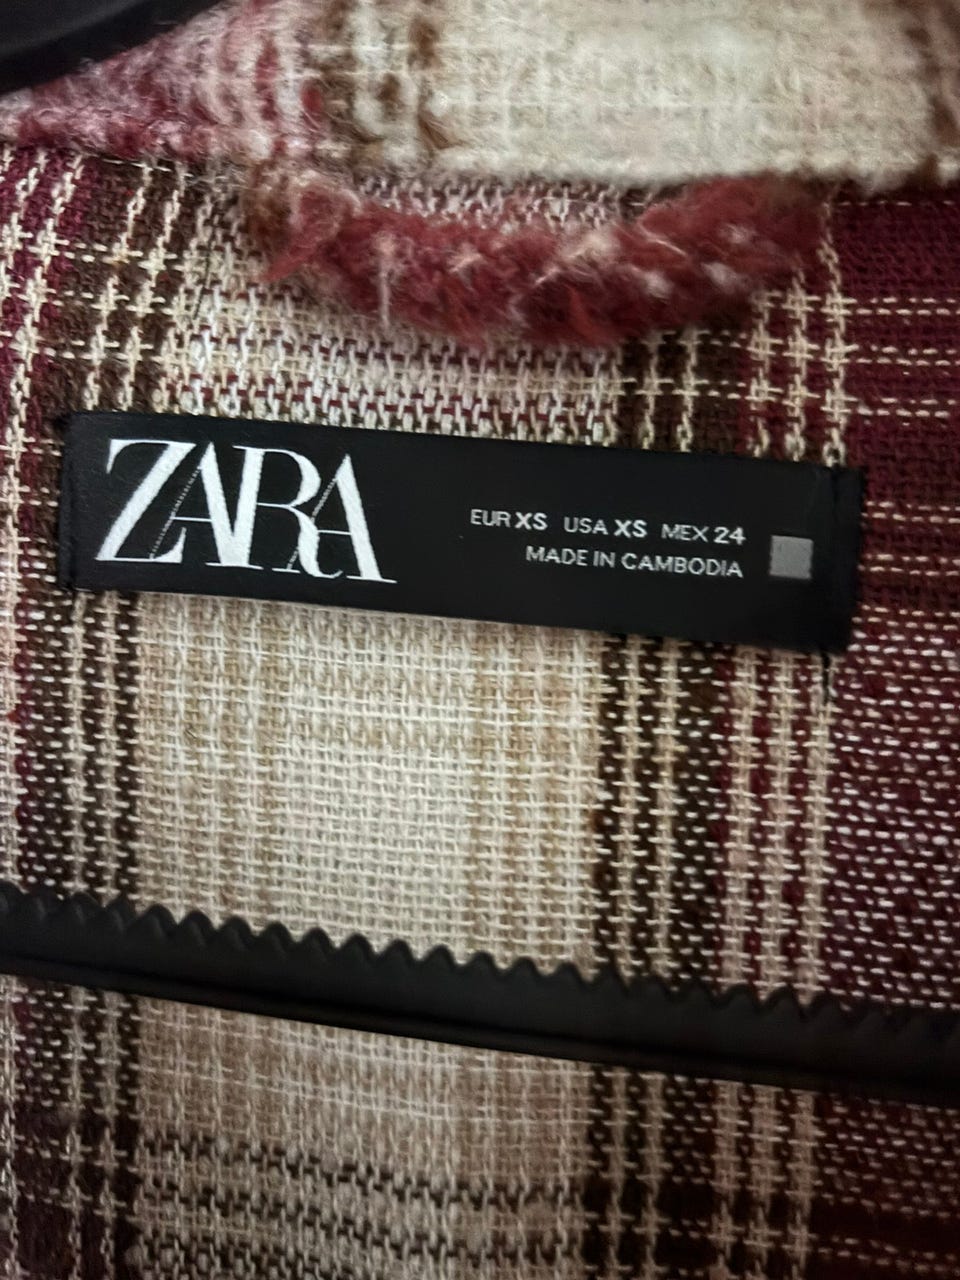 ZARA
EUR XS USA XS MEX 24
MADE IN CAMBODIA